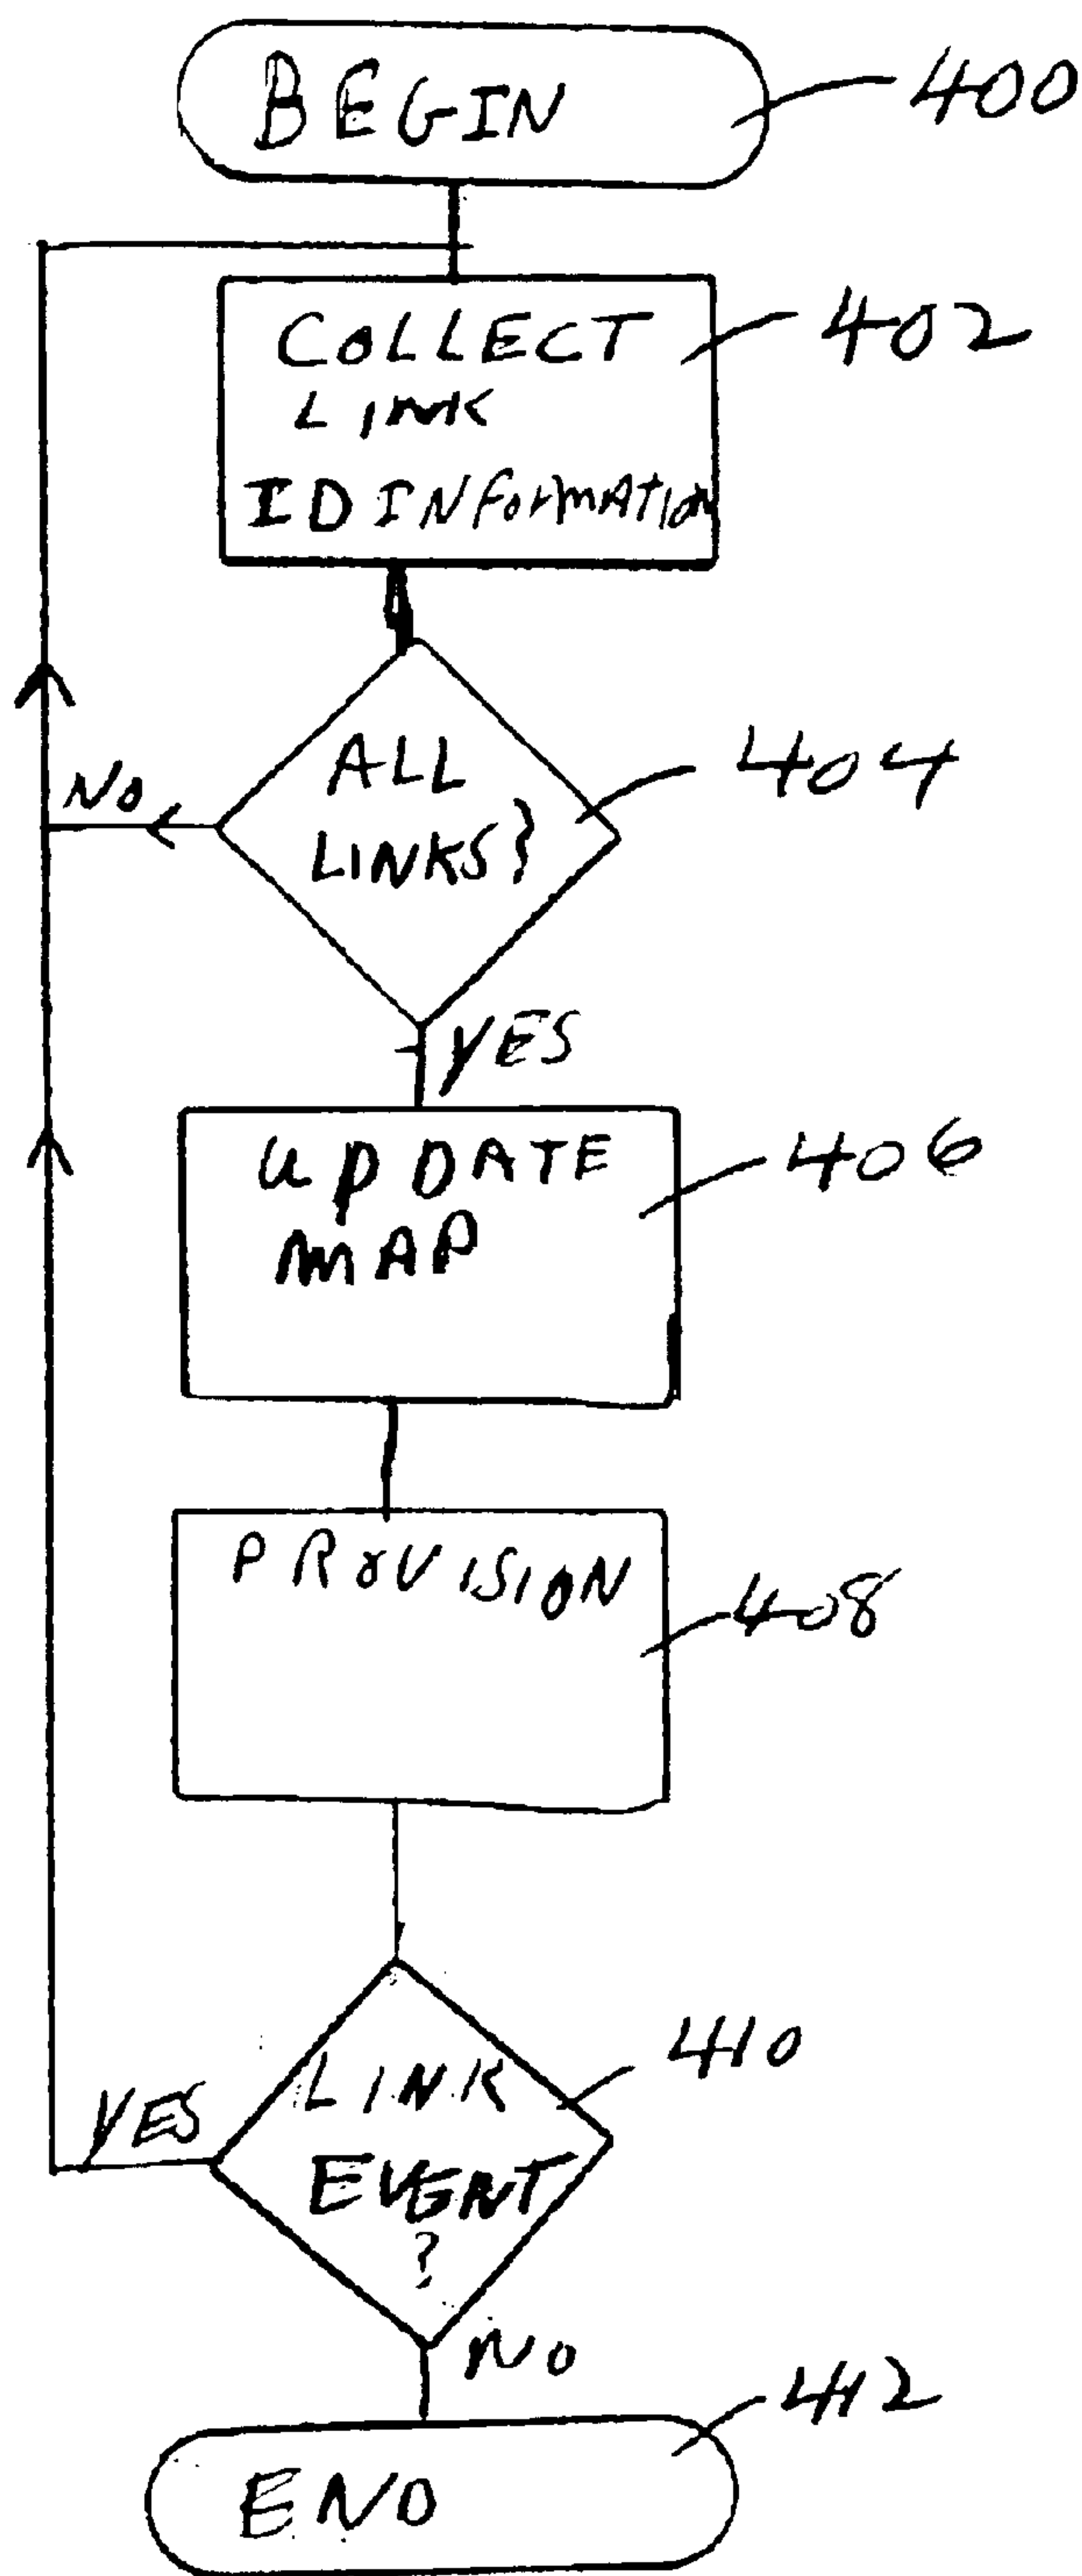 BEGIN
400
COLLECT
LINK
ID INformATION
402
ALL
LINKS?
404
No
YES
UPDATE
MAP
406
PROVISION
408
LINK
EVENT
?
410
YES
No
END
412